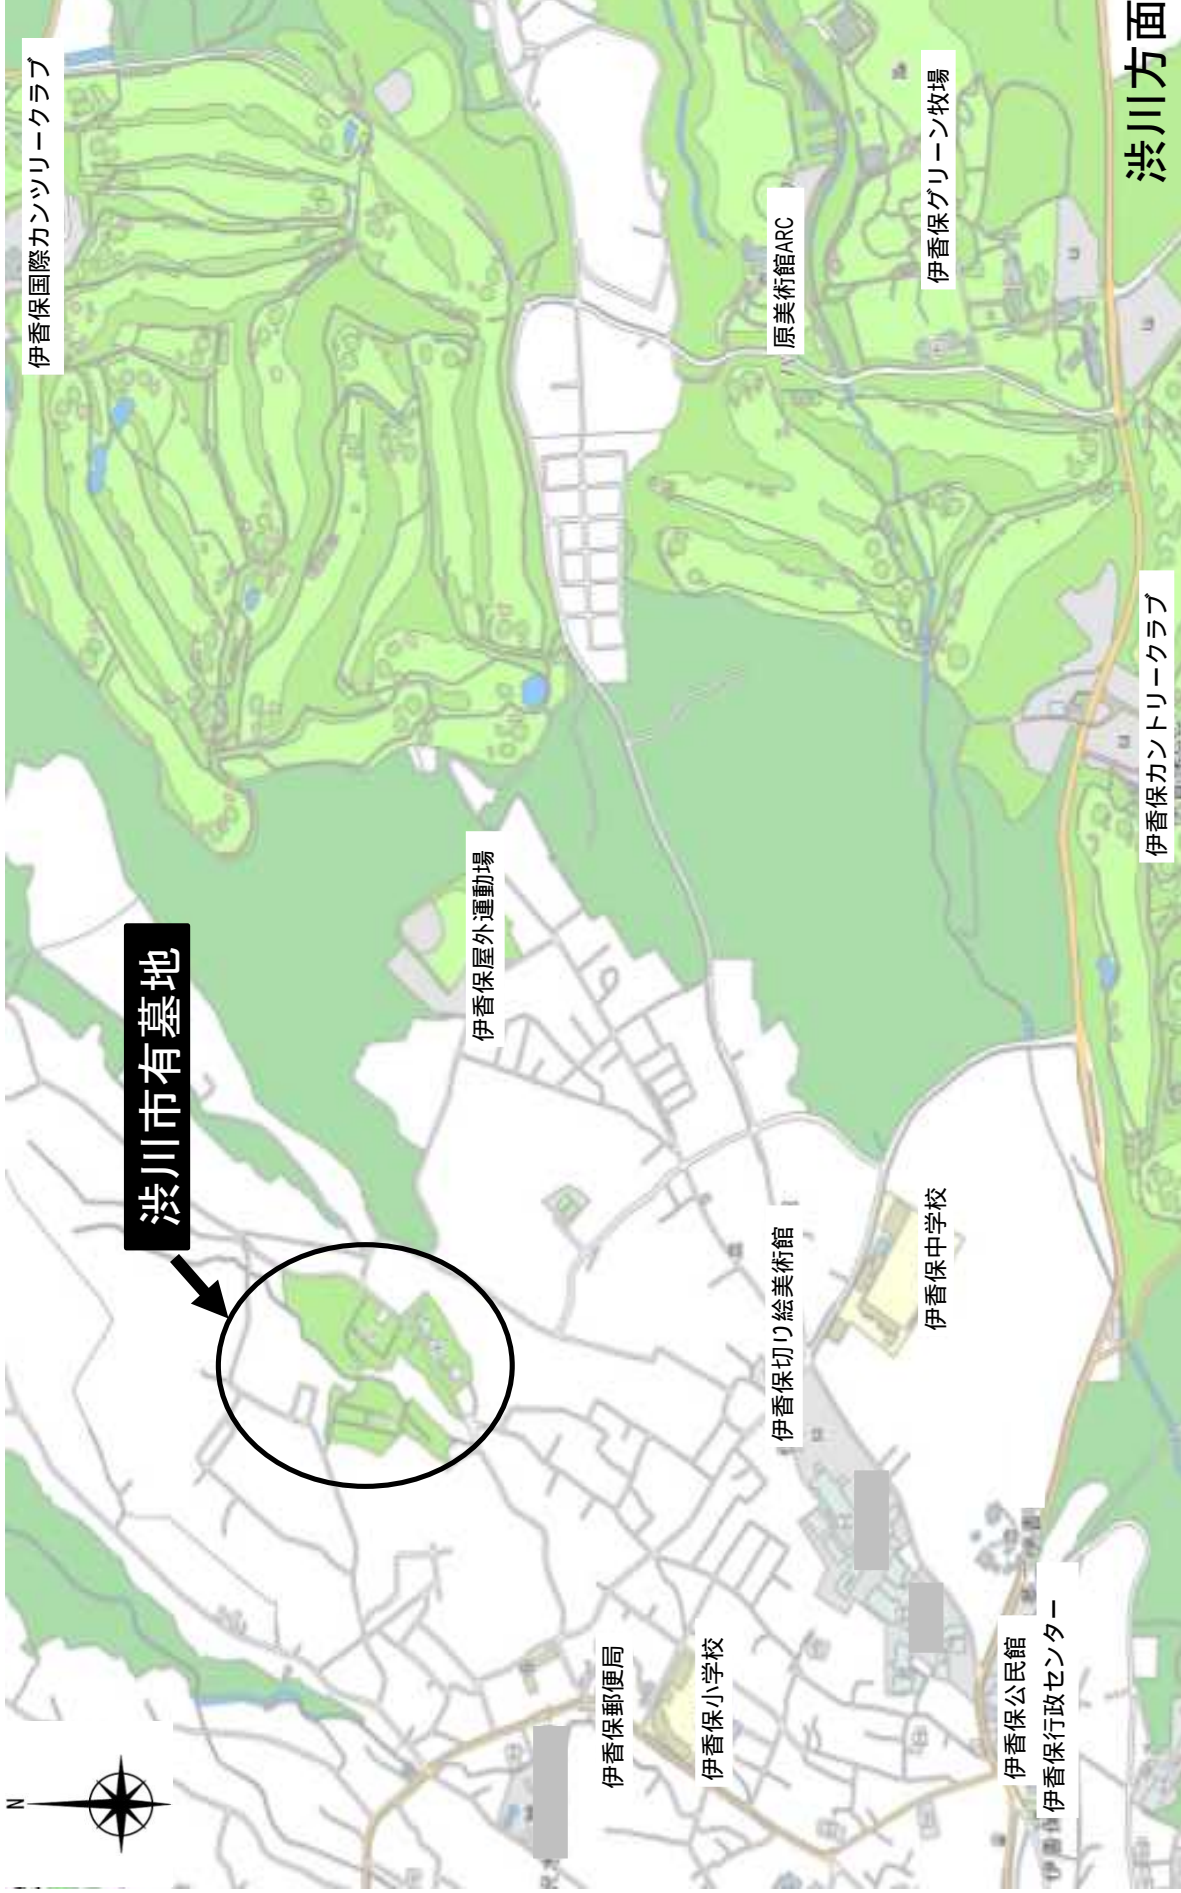 N
渋川市有墓地
伊香保国際カンツリークラブ
伊香保屋外運動場
伊香保郵便局
伊香保小学校
伊香保切り絵美術館
原美術館ARC
伊香保中学校
伊香保グリーン牧場
伊香保公民館
伊香保行政センター
伊香保カントリークラブ
渋川方面